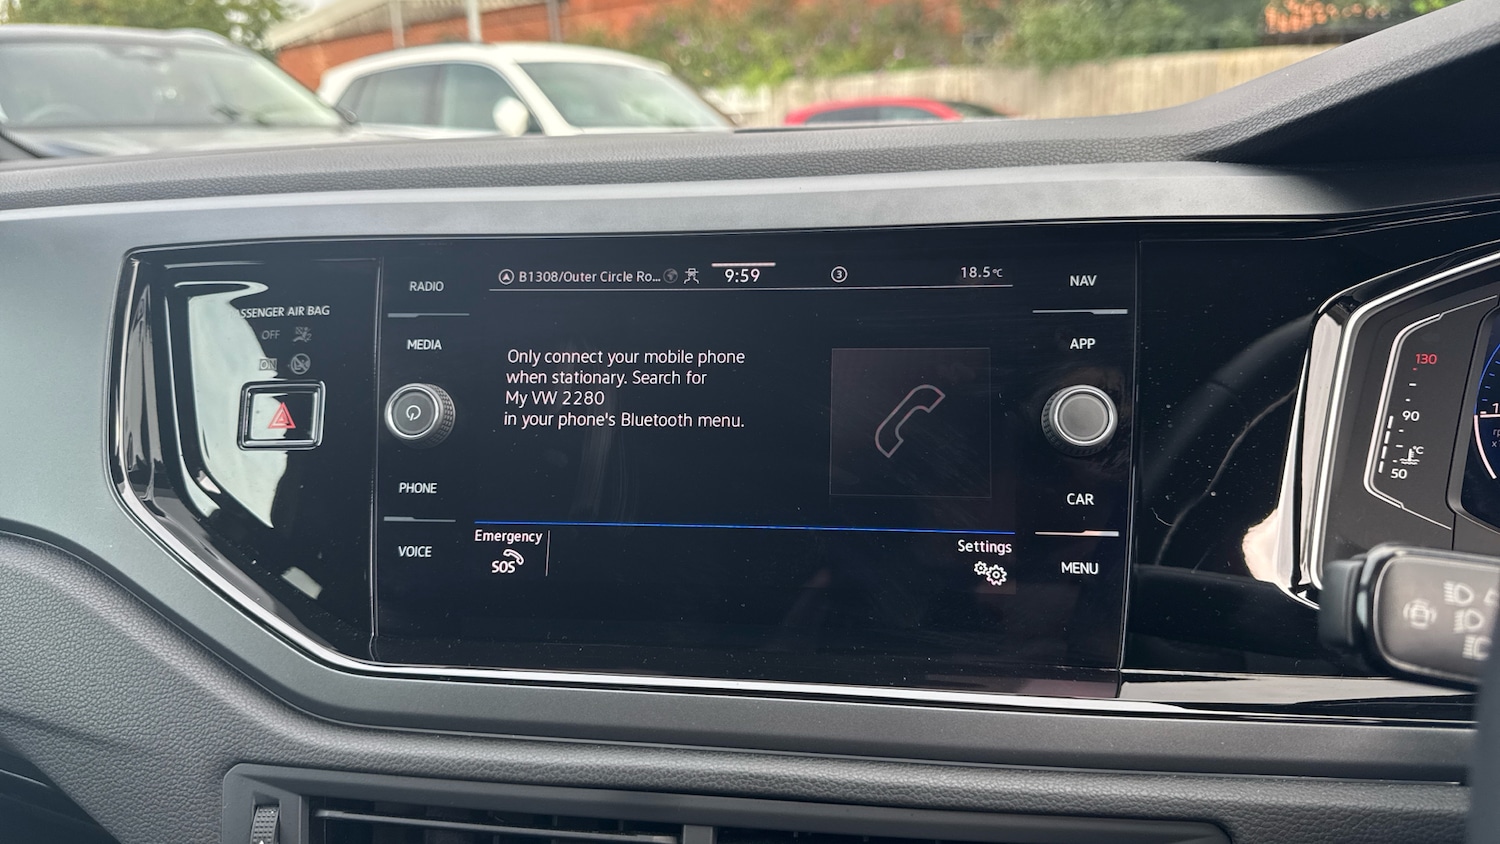 B1308/Outer Circle Ro...
9:59
3
18.5°C
PASSENGER AIR BAG
OFF
ON
RADIO
MEDIA
PHONE
VOICE
Only connect your mobile phone
when stationary. Search for
My VW 2280
in your phone's Bluetooth menu.
Emergency
SOS
Settings
NAV
APP
CAR
MENU
130
90
°C
50